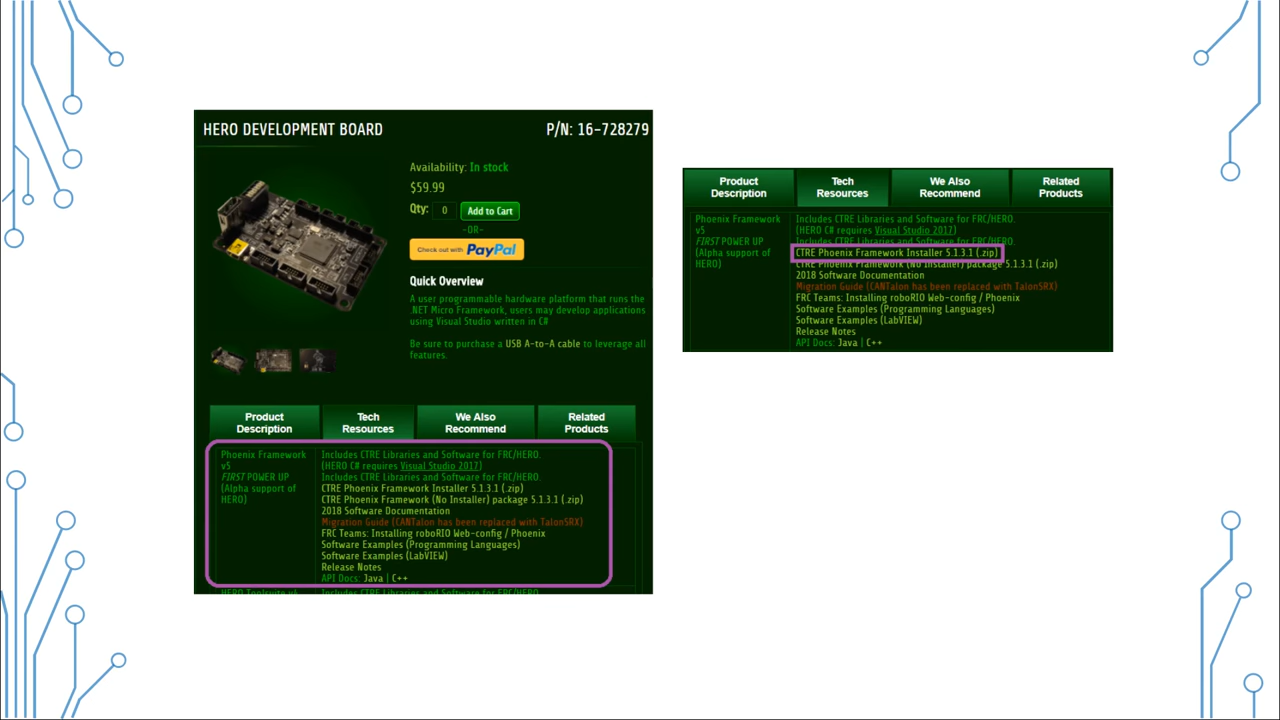 HERO DEVELOPMENT BOARD P/N: 16-728279
Availability: In stock
$59.99
Qty: 0 Add to Cart
-OR-
Check out with PayPal
Quick Overview
A user programmable hardware platform that runs the
.NET Micro Framework, users may develop applications
using Visual Studio written in C#
Be sure to purchase a USB A-to-A cable to leverage all
features.
Product Description
Tech Resources
We Also Recommend
Related Products
Phoenix Framework
v5
FIRST POWER UP
(Alpha support of
HERO)
Includes CTRE Libraries and Software for FRC/HERO.
(HERO C# requires Visual Studio 2017)
Includes CTRE Libraries and Software for FRC/HERO.
CTRE Phoenix Framework Installer 5.1.3.1 (.zip)
CTRE Phoenix Framework (No Installer) package 5.1.3.1 (.zip)
2018 Software Documentation
Migration Guide (CANTalon has been replaced with TalonSRX)
FRC Teams: Installing roboRIO Web-config / Phoenix
Software Examples (Programming Languages)
Software Examples (LabVIEW)
Release Notes
API Docs: Java | C++
HERO Toolsuite v4 Includes CTRE Libraries and Software for FRC/HERO.
Product Description
Tech Resources
We Also Recommend
Related Products
Phoenix Framework
v5
FIRST POWER UP
(Alpha support of
HERO)
Includes CTRE Libraries and Software for FRC/HERO.
(HERO C# requires Visual Studio 2017)
Includes CTRE Libraries and Software for FRC/HERO.
CTRE Phoenix Framework Installer 5.1.3.1 (.zip)
CTRE Phoenix Framework (No Installer) package 5.1.3.1 (.zip)
2018 Software Documentation
Migration Guide (CANTalon has been replaced with TalonSRX)
FRC Teams: Installing roboRIO Web-config / Phoenix
Software Examples (Programming Languages)
Software Examples (LabVIEW)
Release Notes
API Docs: Java | C++